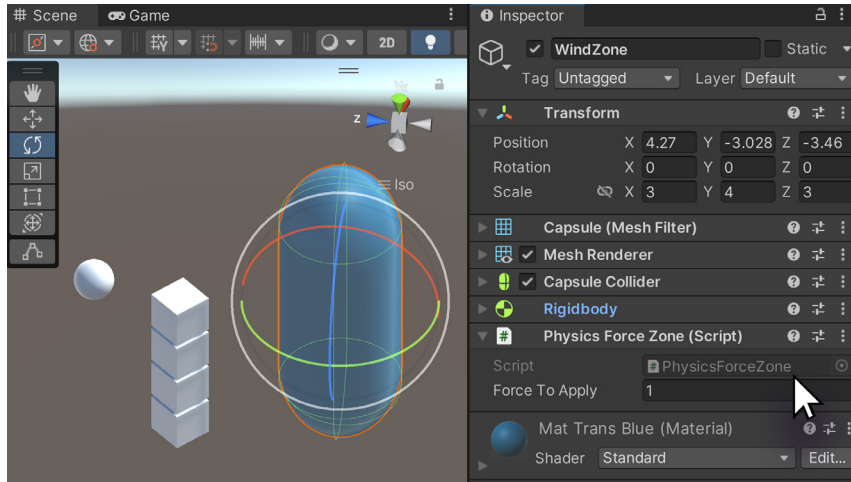 Scene Game
Inspector
2D
WindZone
Static
Tag Untagged
Layer Default
z
Iso
Transform
Position X 4.27 Y -3.028 Z -3.46
Rotation X 0 Y 0 Z 0
Scale X 3 Y 4 Z 3
Capsule (Mesh Filter)
Mesh Renderer
Capsule Collider
Rigidbody
# Physics Force Zone (Script)
Script PhysicsForceZone
Force To Apply 1
Mat Trans Blue (Material)
Shader Standard Edit...